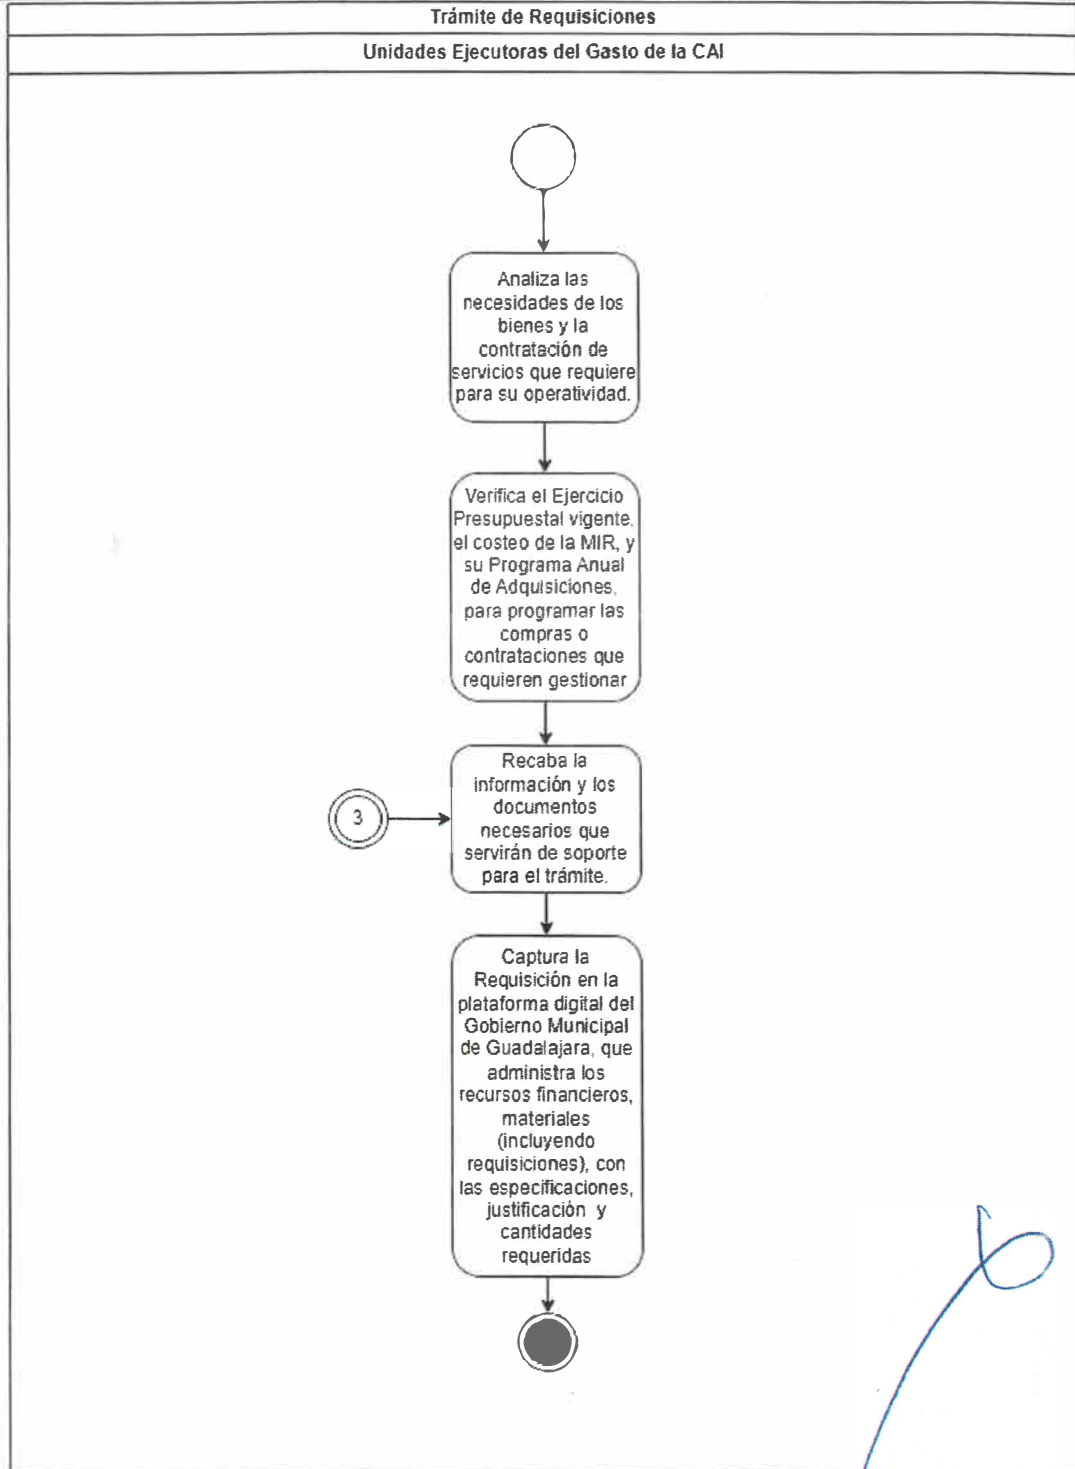 Trámite de Requisiciones
Unidades Ejecutoras del Gasto de la CAI
Analiza las
necesidades de los
bienes y la
contratación de
servicios que requiere
para su operatividad.
Verifica el Ejercicio
Presupuestal vigente,
el costeo de la MIR, y
su Programa Anual
de Adquisiciones,
para programar las
compras o
contrataciones que
requieren gestionar
Recaba la
información y los
documentos
necesarios que
servirán de soporte
para el trámite.
3
Captura la
Requisición en la
plataforma digital del
Gobierno Municipal
de Guadalajara, que
administra los
recursos financieros,
materiales
(incluyendo
requisiciones), con
las especificaciones,
justificación y
cantidades
requeridas